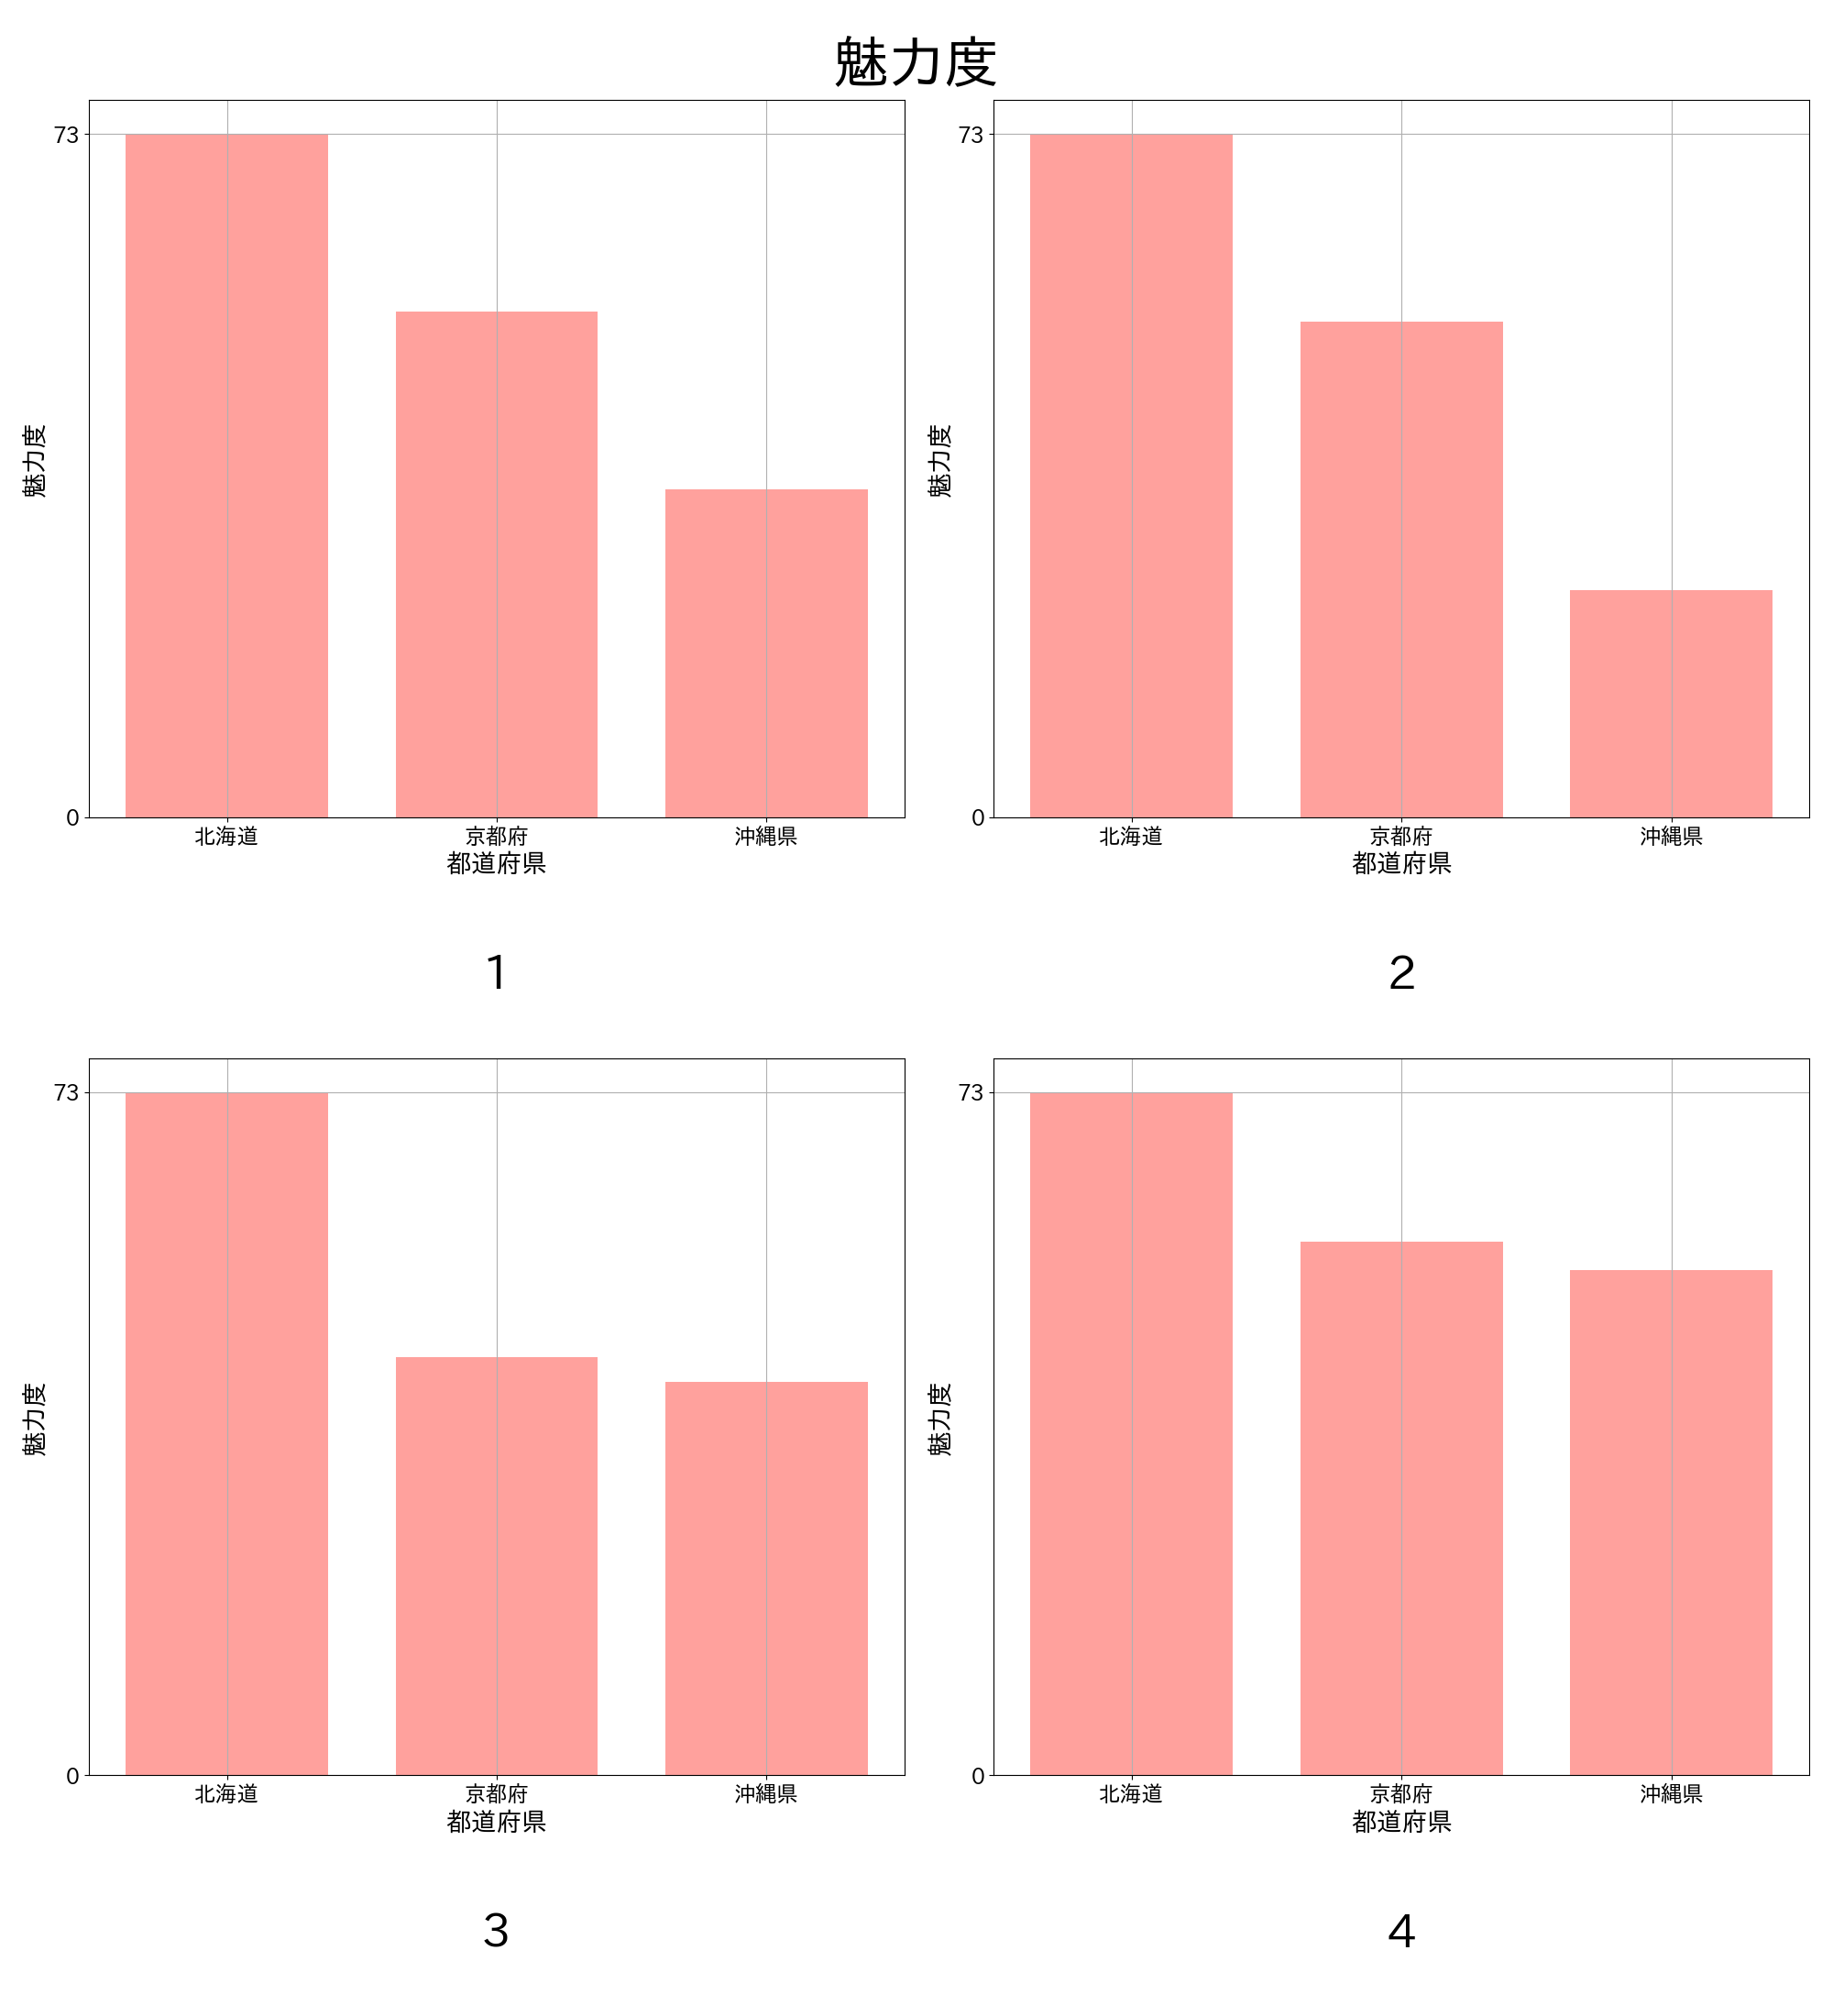 魅力度
73
0
魅力度
北海道 京都府 沖縄県
都道府県
1
73
0
魅力度
北海道 京都府 沖縄県
都道府県
2
73
0
魅力度
北海道 京都府 沖縄県
都道府県
3
73
0
魅力度
北海道 京都府 沖縄県
都道府県
4